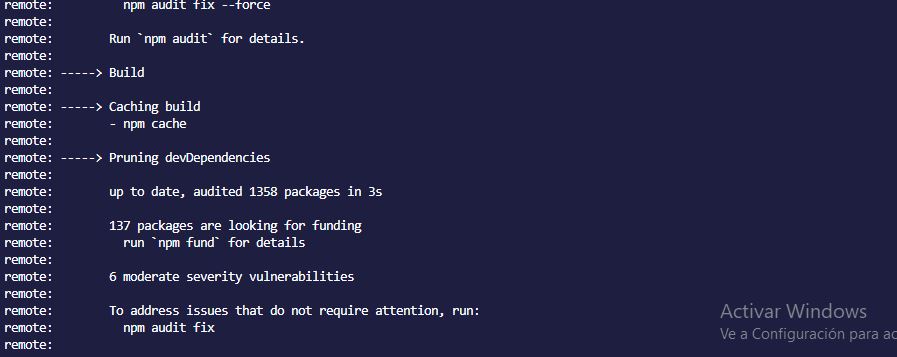 remote:          npm audit fix --force
remote:
remote:        Run `npm audit` for details.
remote:
remote: -----> Build
remote:
remote: -----> Caching build
remote:        - npm cache
remote:
remote: -----> Pruning devDependencies
remote:
remote:        up to date, audited 1358 packages in 3s
remote:
remote:        137 packages are looking for funding
remote:          run `npm fund` for details
remote:
remote:        6 moderate severity vulnerabilities
remote:
remote:        To address issues that do not require attention, run:
remote:          npm audit fix
remote:
Activar Windows
Ve a Configuración para ac